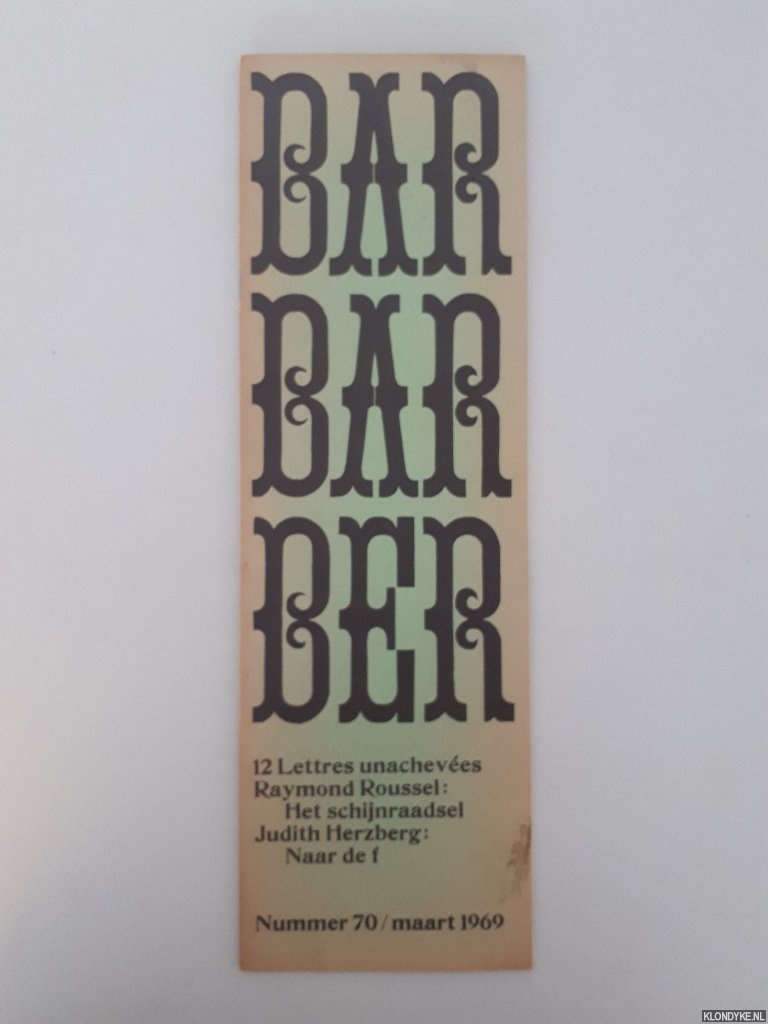 BAR
BAR
BER
12 Lettres unachevées
Raymond Roussel:
Het schijnraadsel
Judith Herzberg:
Naar de f
Nummer 70 / maart 1969
KLONDYKE.NL